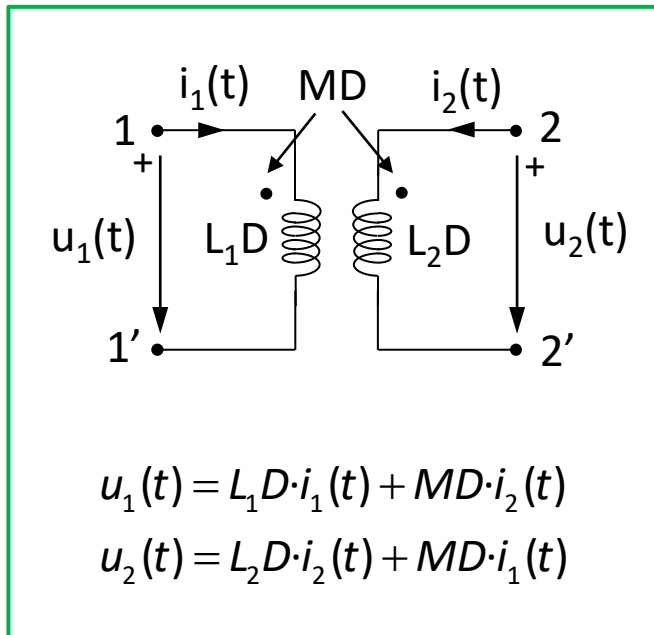 i₁(t) MD i₂(t)
1 2
+ +
u₁(t) L₁D L₂D u₂(t)
1’ 2’
u₁(t) = L₁D·i₁(t) + MD·i₂(t)
u₂(t) = L₂D·i₂(t) + MD·i₁(t)